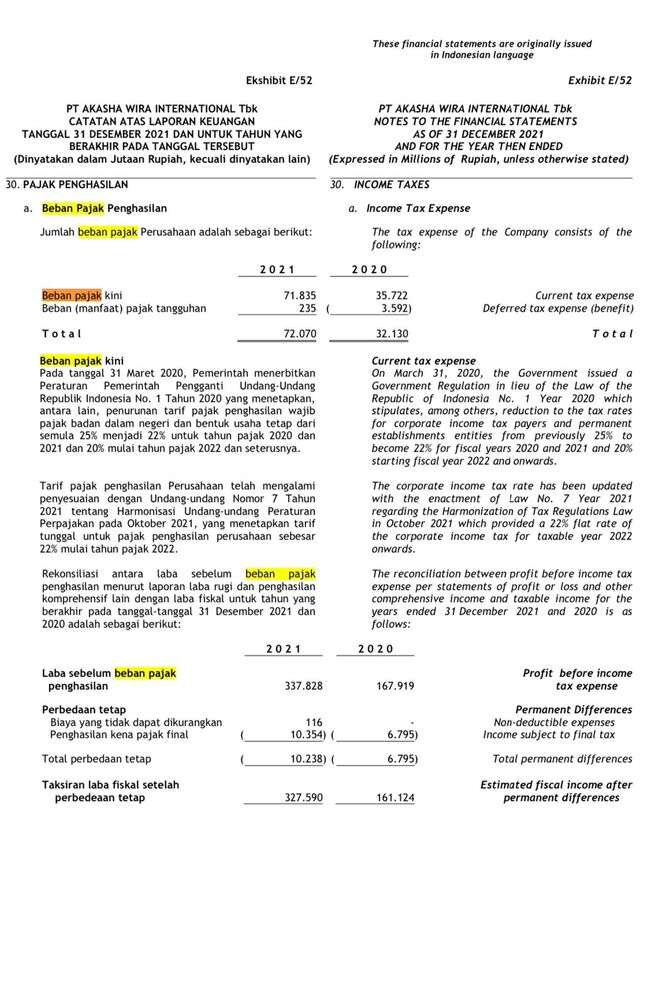 These financial statements are originally issued
in Indonesian language
Ekshibit E/52
Exhibit E/52
PT AKASHA WIRA INTERNATIONAL Tbk
CATATAN ATAS LAPORAN KEUANGAN
TANGGAL 31 DESEMBER 2021 DAN UNTUK TAHUN YANG
BERAKHIR PADA TANGGAL TERSEBUT
(Dinyatakan dalam Jutaan Rupiah, kecuali dinyatakan lain)
PT AKASHA WIRA INTERNATIONAL Tbk
NOTES TO THE FINANCIAL STATEMENTS
AS OF 31 DECEMBER 2021
AND FOR THE YEAR THEN ENDED
(Expressed in Millions of Rupiah, unless otherwise stated)
30. PAJAK PENGHASILAN
30. INCOME TAXES
a. Beban Pajak Penghasilan
a. Income Tax Expense
Jumlah beban pajak Perusahaan adalah sebagai berikut:
The tax expense of the Company consists of the
following:
2 0 2 1 2 0 2 0
Beban pajak kini 71.835 35.722 Current tax expense
Beban (manfaat) pajak tangguhan 235 ( 3.592) Deferred tax expense (benefit)
T o t a l 72.070 32.130 T o t a l
Beban pajak kini
Pada tanggal 31 Maret 2020, Pemerintah menerbitkan
Peraturan Pemerintah Pengganti Undang-Undang
Republik Indonesia No. 1 Tahun 2020 yang menetapkan,
antara lain, penurunan tarif pajak penghasilan wajib
pajak badan dalam negeri dan bentuk usaha tetap dari
semula 25% menjadi 22% untuk tahun pajak 2020 dan
2021 dan 20% mulai tahun pajak 2022 dan seterusnya.
Current tax expense
On March 31, 2020, the Government issued a
Government Regulation in lieu of the Law of the
Republic of Indonesia No. 1 Year 2020 which
stipulates, among others, reduction to the tax rates
for corporate income tax payers and permanent
establishments entities from previously 25% to
become 22% for fiscal years 2020 and 2021 and 20%
starting fiscal year 2022 and onwards.
Tarif pajak penghasilan Perusahaan telah mengalami
penyesuaian dengan Undang-undang Nomor 7 Tahun
2021 tentang Harmonisasi Undang-undang Peraturan
Perpajakan pada Oktober 2021, yang menetapkan tarif
tunggal untuk pajak penghasilan perusahaan sebesar
22% mulai tahun pajak 2022.
The corporate income tax rate has been updated
with the enactment of Law No. 7 Year 2021
regarding the Harmonization of Tax Regulations Law
in October 2021 which provided a 22% flat rate of
the corporate income tax for taxable year 2022
onwards.
Rekonsiliasi antara laba sebelum beban pajak
penghasilan menurut laporan laba rugi dan penghasilan
komprehensif lain dengan laba fiskal untuk tahun yang
berakhir pada tanggal-tanggal 31 Desember 2021 dan
2020 adalah sebagai berikut:
The reconciliation between profit before income tax
expense per statements of profit or loss and other
comprehensive income and taxable income for the
years ended 31 December 2021 and 2020 is as
follows:
2 0 2 1 2 0 2 0
Laba sebelum beban pajak
penghasilan 337.828 167.919
Profit before income
tax expense
Perbedaan tetap Permanent Differences
Biaya yang tidak dapat dikurangkan 116 - Non-deductible expenses
Penghasilan kena pajak final ( 10.354) ( 6.795) Income subject to final tax
Total perbedaan tetap ( 10.238) ( 6.795) Total permanent differences
Taksiran laba fiskal setelah
perbedeaan tetap 327.590 161.124
Estimated fiscal income after
permanent differences